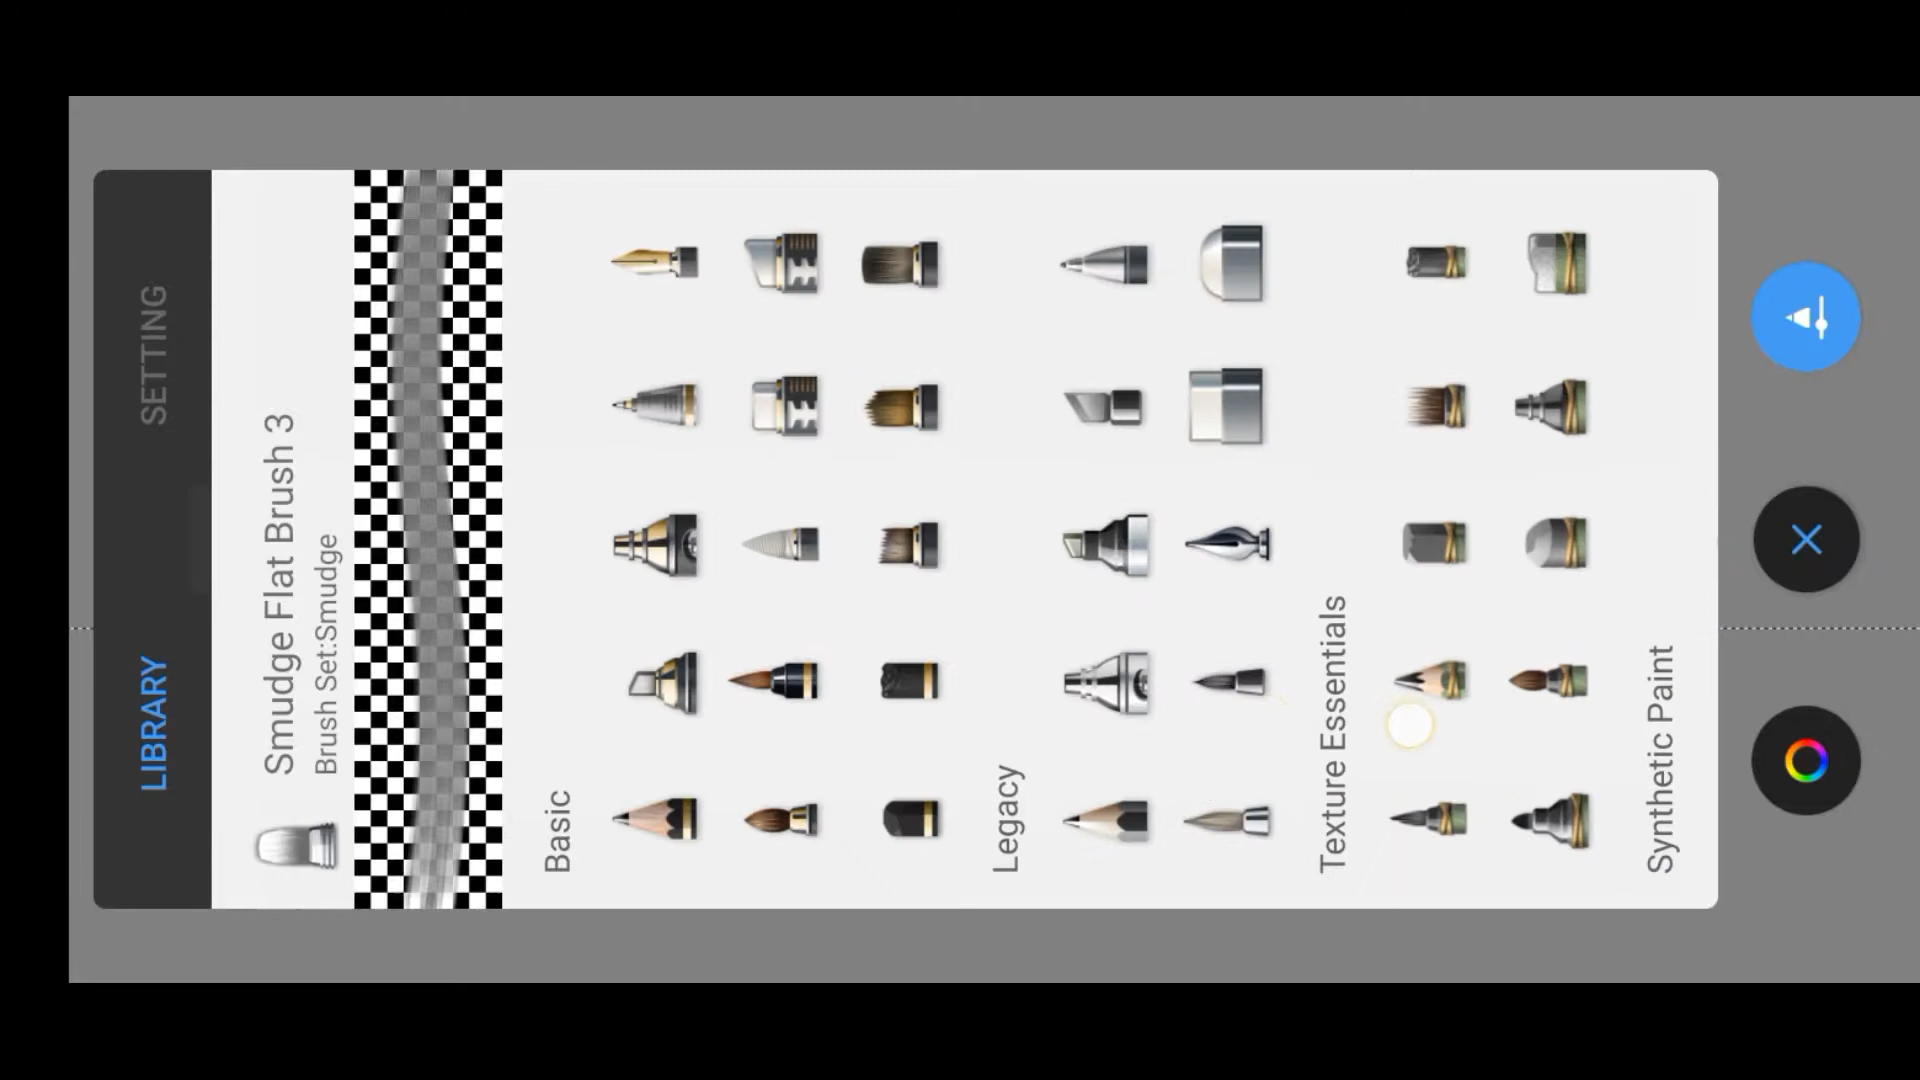 LIBRARY SETTING
Smudge Flat Brush 3
Brush Set:Smudge
Basic
Legacy
Texture Essentials
Synthetic Paint